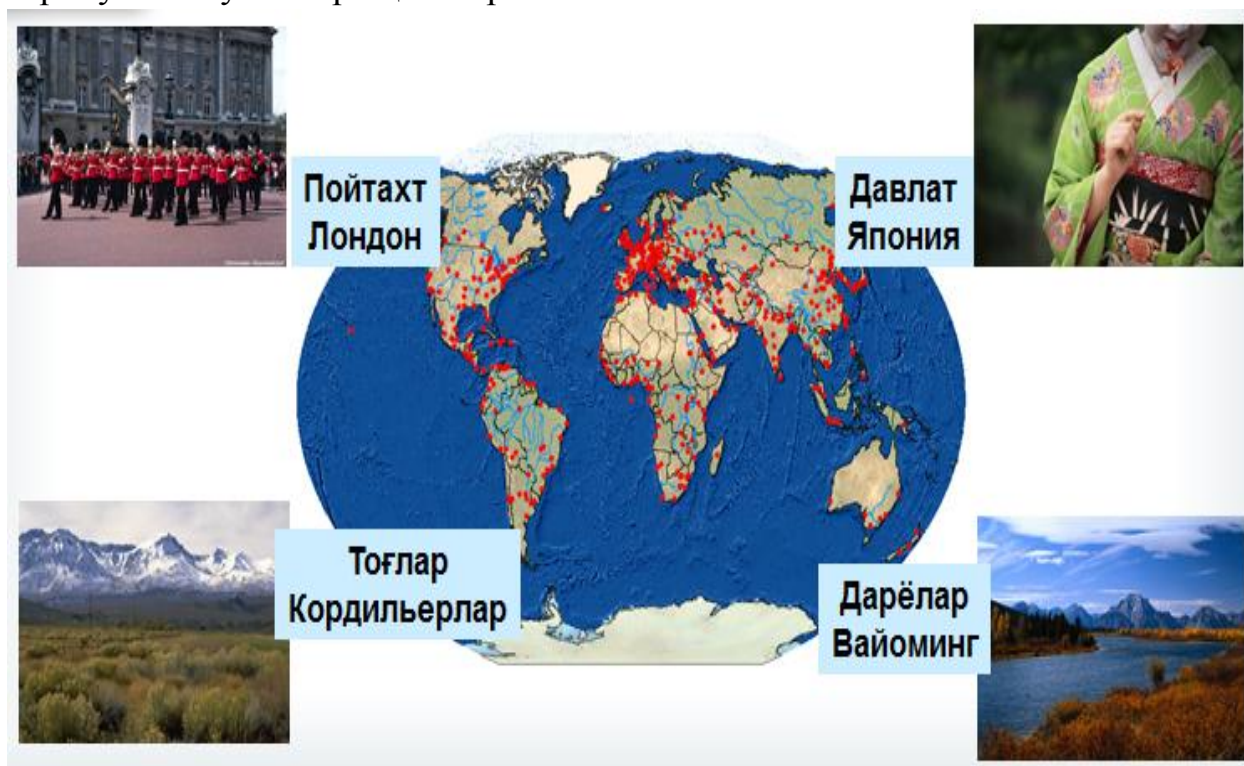 Пойтахт
Лондон
Давлат
Япония
Тоғлар
Кордильерлар
Дарёлар
Вайоминг